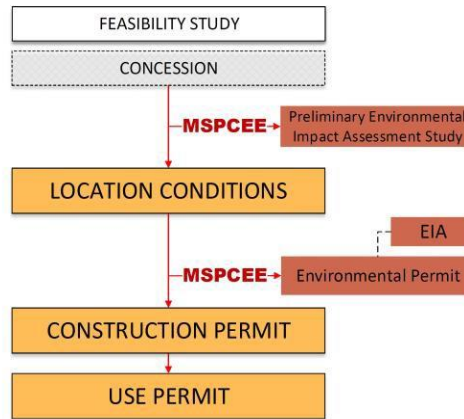 FEASIBILITY STUDY
CONCESSION
MSPCEE
Preliminary Environmental
Impact Assessment Study
LOCATION CONDITIONS
EIA
MSPCEE
Environmental Permit
CONSTRUCTION PERMIT
USE PERMIT